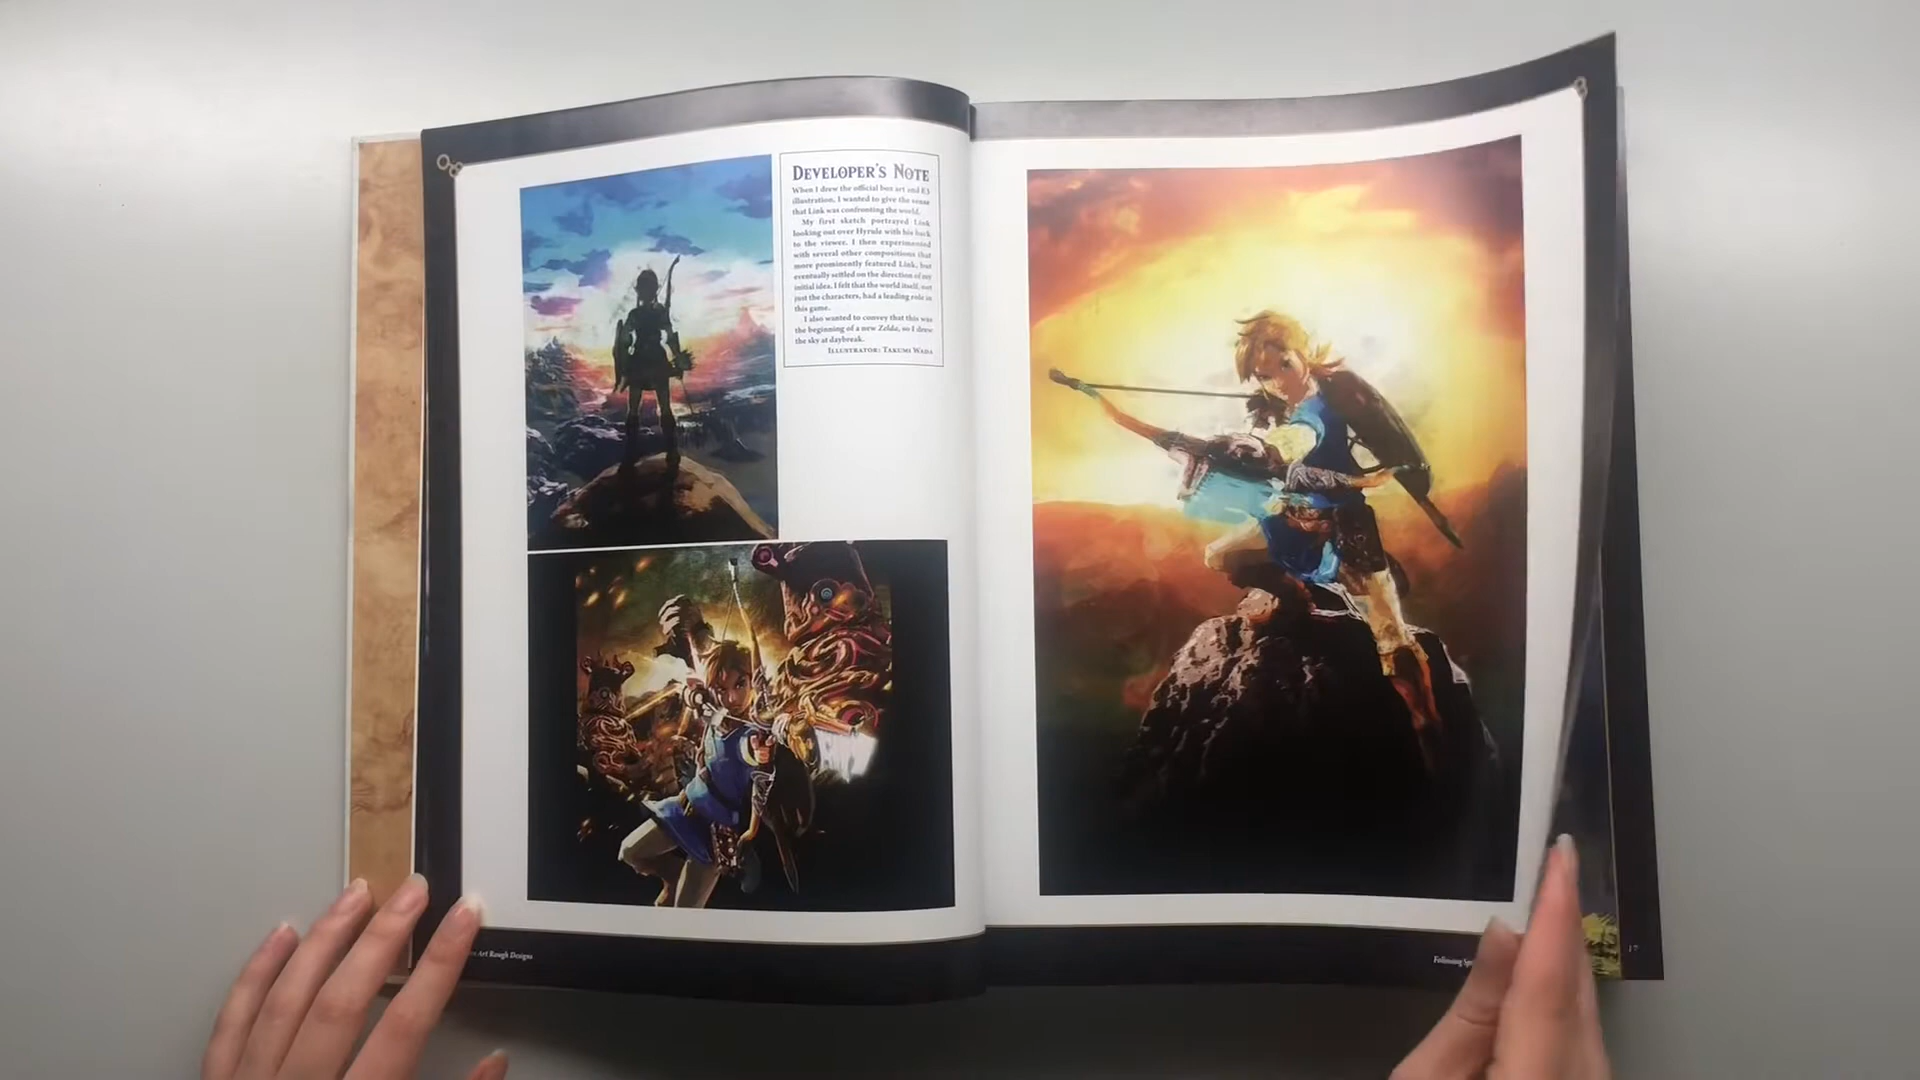 DEVELOPER'S NOTE
When I drew the official box art and E3
illustration, I wanted to give the sense
that Link was confronting the world.
My first sketch portrayed Link
looking out over Hyrule with his back
to the viewer. I then experimented
with several other compositions that
more prominently featured Link, but
eventually settled on the direction of my
initial idea. I felt that the world itself, not
just the characters, had a leading role in
this game.
I also wanted to convey that this was
the beginning of a new Zelda, so I drew
the sky at daybreak.
ILLUSTRATOR: TAKUMI WADA
Art Rough Designs
Following
17